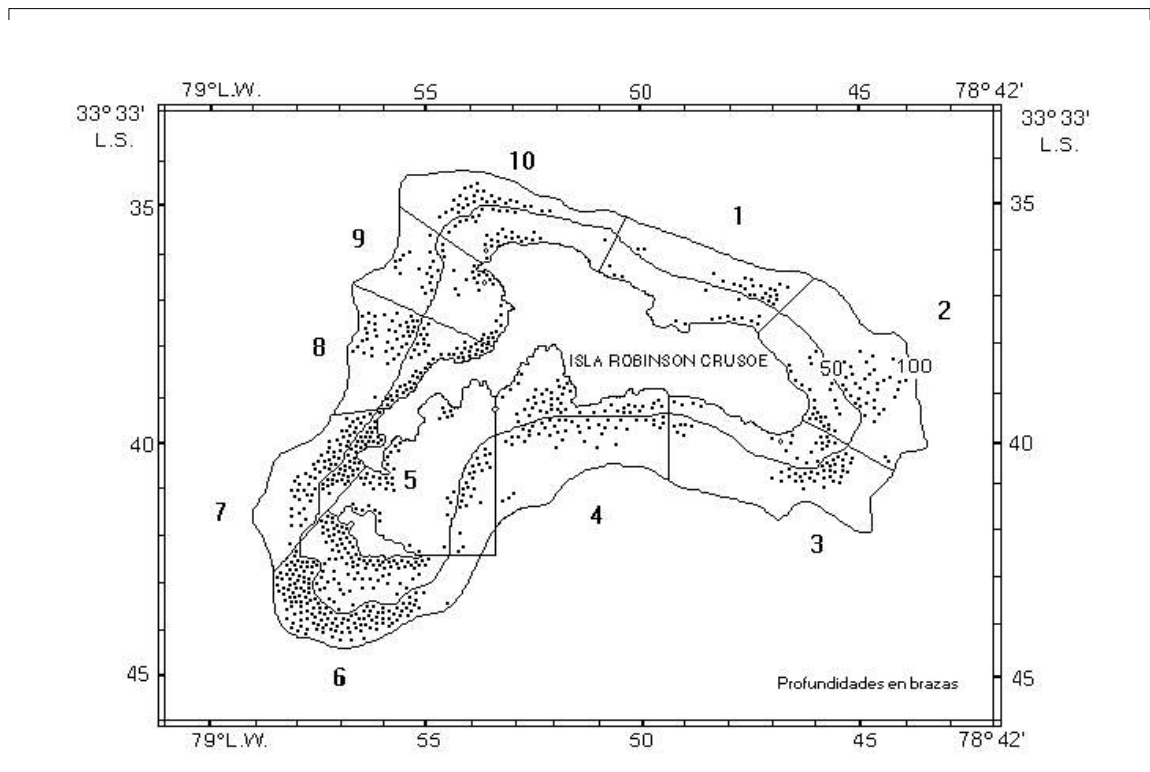 79°L.W. 55 50 45 78°42'
33°33' 33°33'
L.S. L.S.
10
35 1 35
9
2
8 ISLA ROBINSON CRUSOE 50 100
40 40
5
7 4
3
6
45 45
Profundidades en brazas
79°L.W. 55 50 45 78°42'